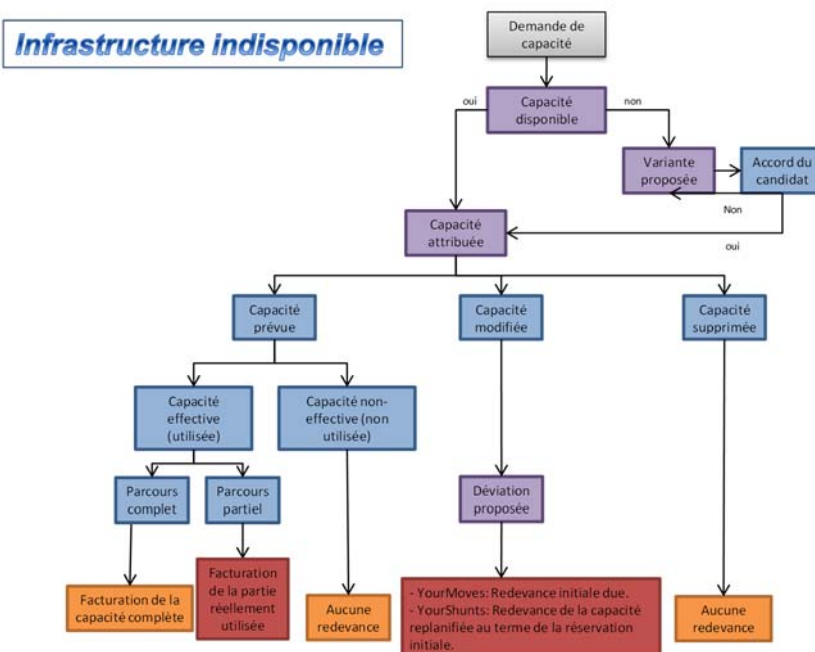 Infrastructure indisponible
Demande de
capacité
oui
Capacité
disponible
non
Variante
proposée
Accord du
candidat
Non
Capacité
attribuée
oui
Capacité
prévue
Capacité
modifiée
Capacité
supprimée
Capacité
effective
(utilisée)
Capacité non-
effective (non
utilisée)
Parcours
complet
Parcours
partiel
Déviation
proposée
Facturation de la
capacité complète
Facturation
de la partie
réellement
utilisée
Aucune
redevance
- YourMoves: Redevance initiale due.
- YourShunts: Redevance de la capacité
replanifiée au terme de la réservation
initiale.
Aucune
redevance